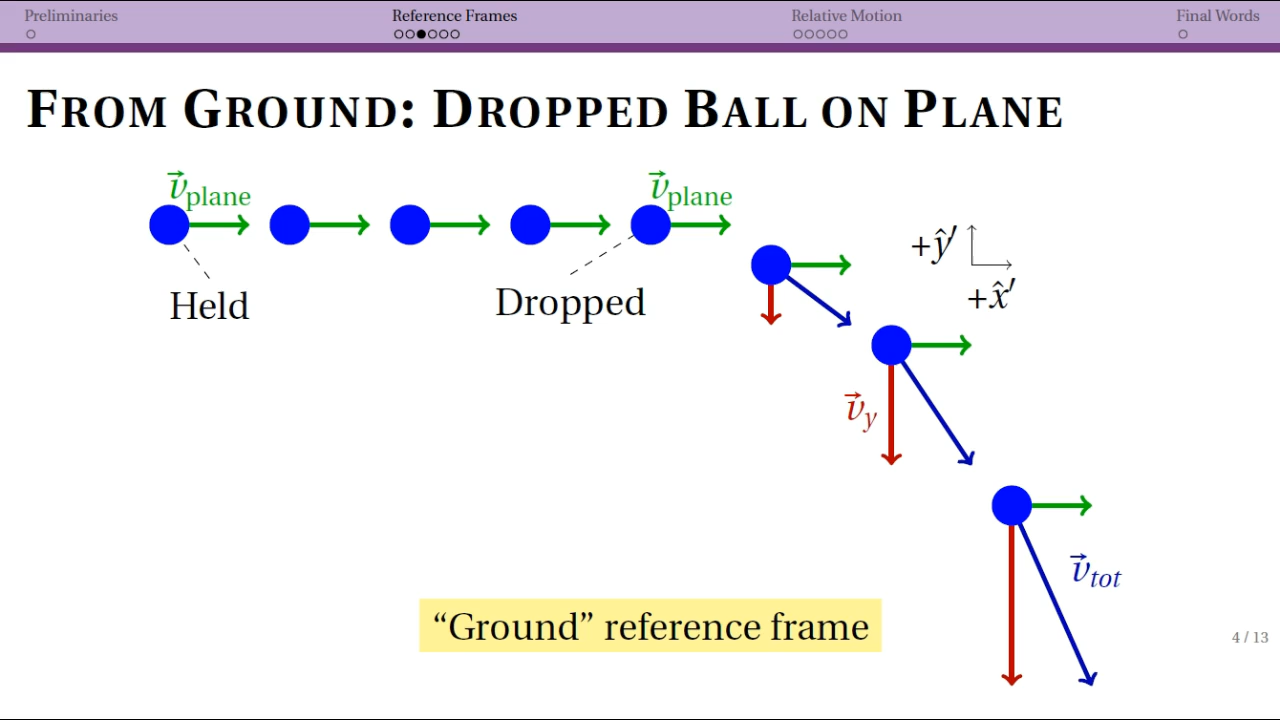 Preliminaries
Reference Frames
Relative Motion
Final Words
FROM GROUND: DROPPED BALL ON PLANE
v⃗plane
v⃗plane
+ŷ′
+x̂′
Held
Dropped
v⃗y
v⃗tot
“Ground” reference frame
4 / 13